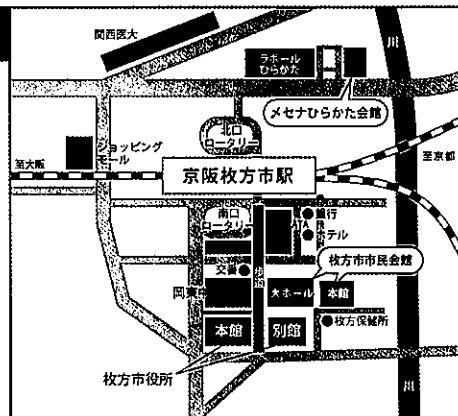 関西医大
川
ラポール
ひらかた
メセナひらかた会館
北口
ロータリー
ショッピング
モール
至大阪
京阪枚方市駅
至京都
南口
ロータリー
銀行
ホテル
交番
歩道
枚方市市民会館
大ホール
本館
本館
別館
枚方保健所
枚方市役所
川